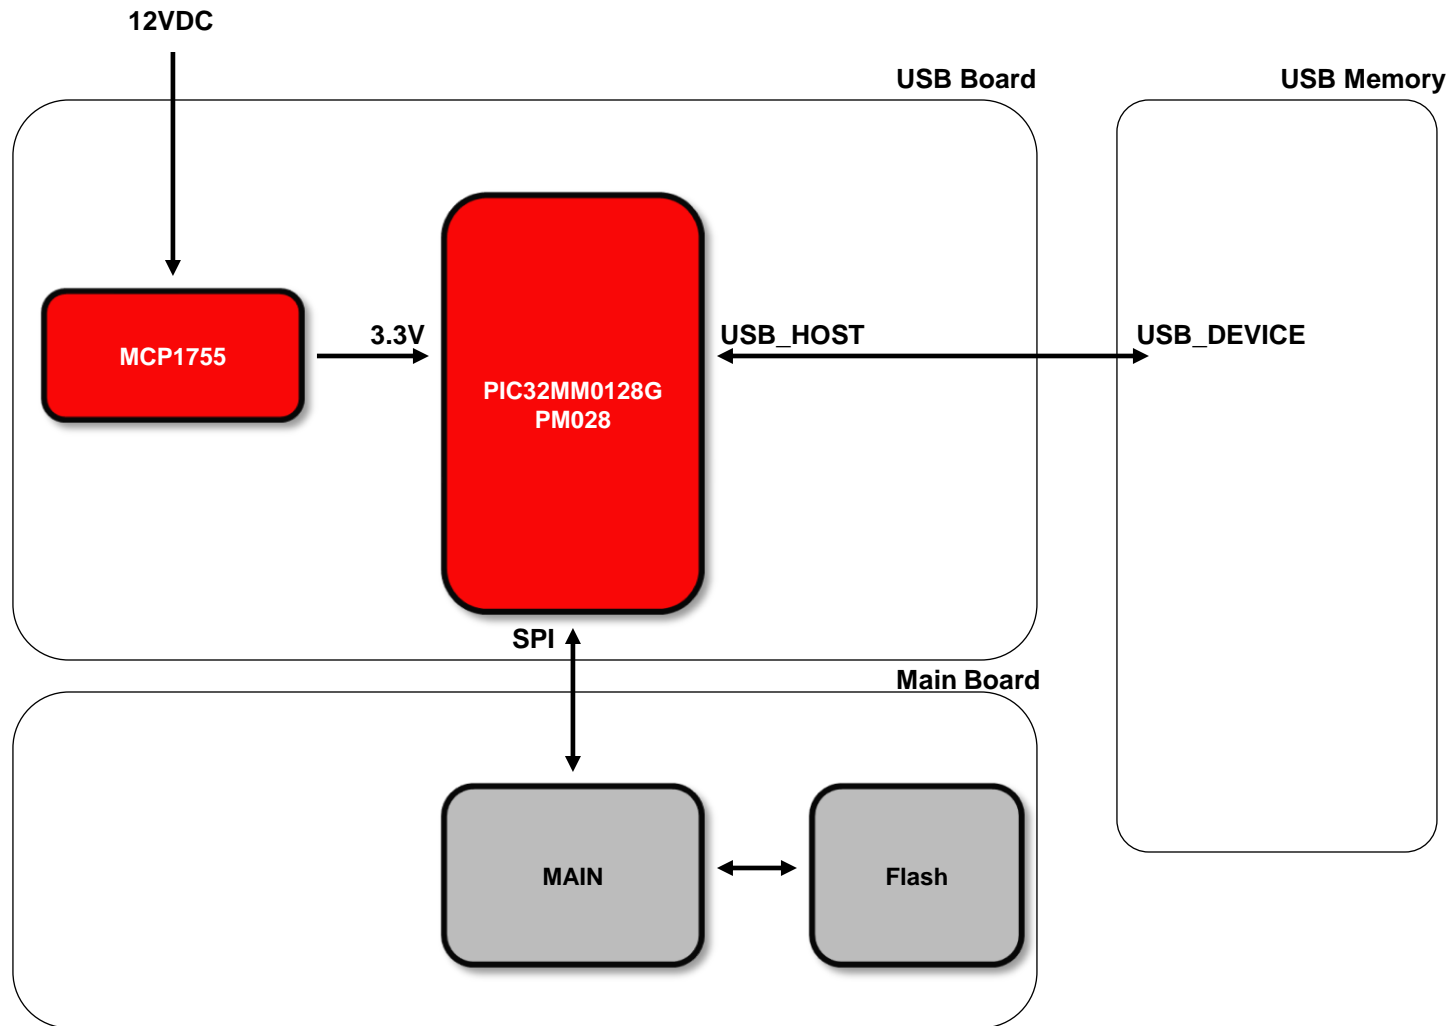 12VDC
USB Board
USB Memory
MCP1755
3.3V
PIC32MM0128G
PM028
USB_HOST
USB_DEVICE
SPI
Main Board
MAIN
Flash